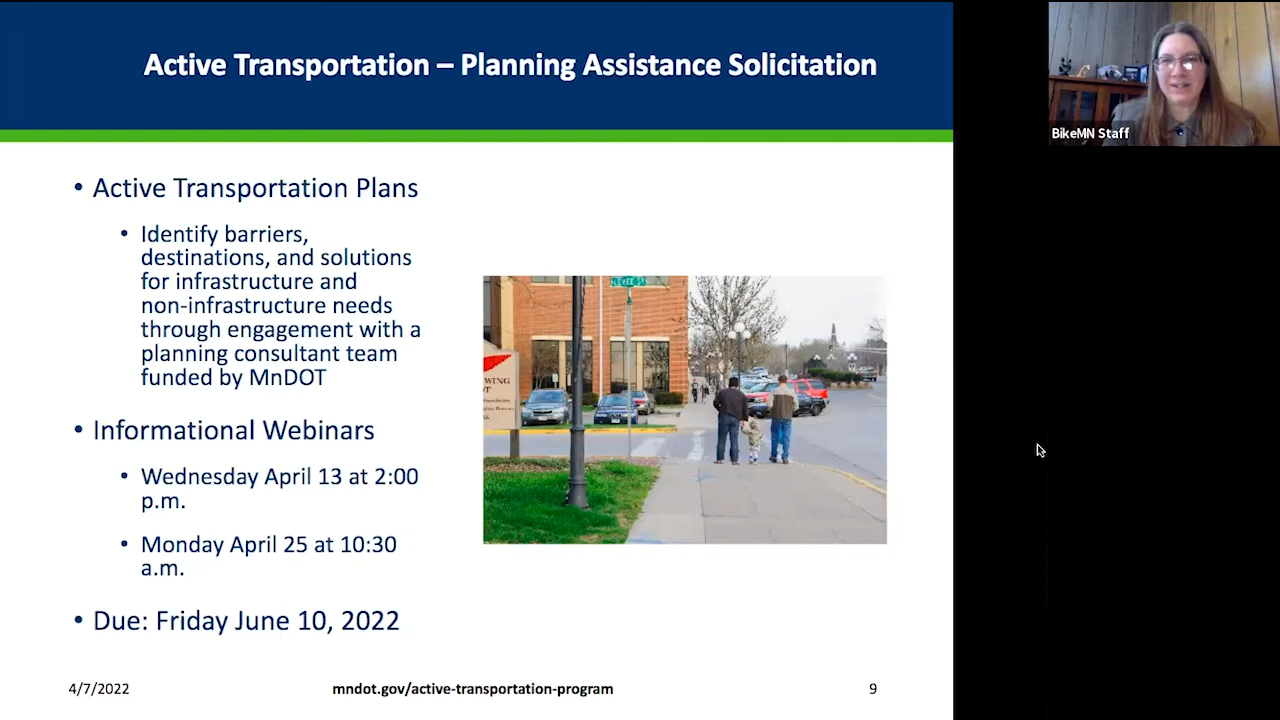 Active Transportation – Planning Assistance Solicitation
BikeMN Staff
• Active Transportation Plans
• Identify barriers,
destinations, and solutions
for infrastructure and
non-infrastructure needs
through engagement with a
planning consultant team
funded by MnDOT
LEVEE ST
WING
• Informational Webinars
• Wednesday April 13 at 2:00
p.m.
• Monday April 25 at 10:30
a.m.
• Due: Friday June 10, 2022
4/7/2022
mndot.gov/active-transportation-program
9